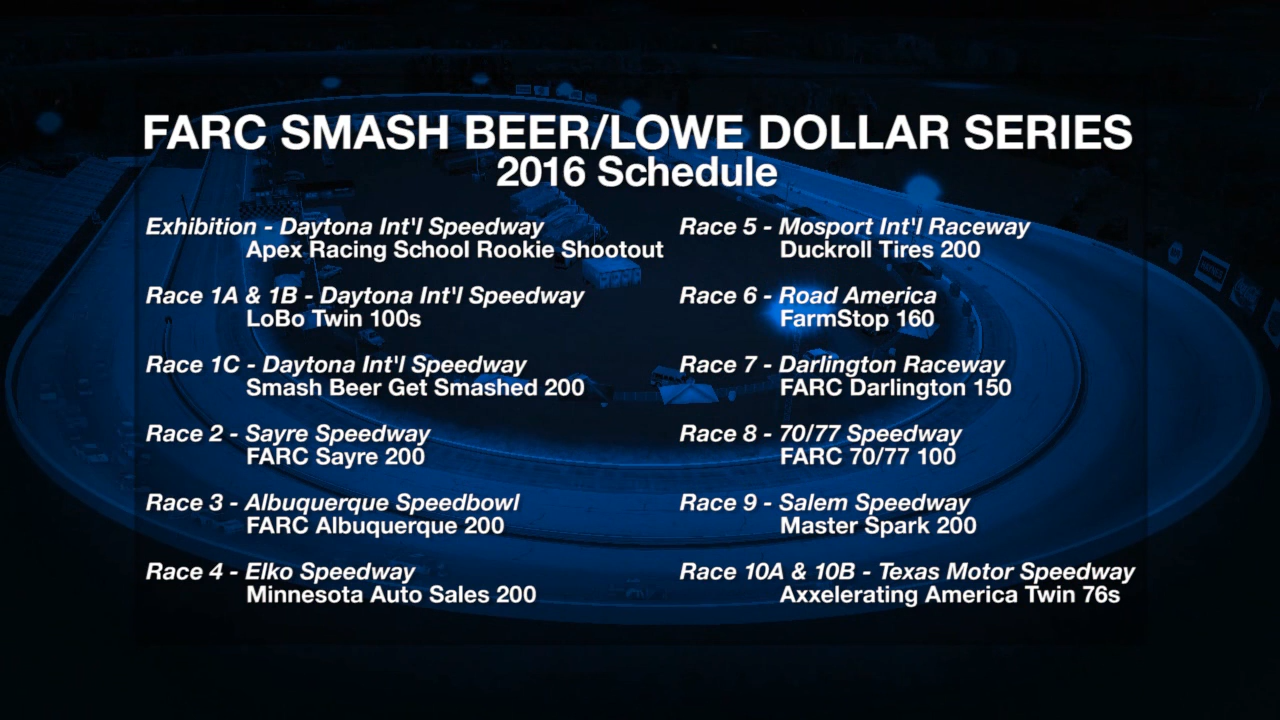 FARC SMASH BEER/LOWE DOLLAR SERIES
2016 Schedule
Exhibition - Daytona Int'l Speedway
Apex Racing School Rookie Shootout
Race 1A & 1B - Daytona Int'l Speedway
LoBo Twin 100s
Race 1C - Daytona Int'l Speedway
Smash Beer Get Smashed 200
Race 2 - Sayre Speedway
FARC Sayre 200
Race 3 - Albuquerque Speedbowl
FARC Albuquerque 200
Race 4 - Elko Speedway
Minnesota Auto Sales 200
Race 5 - Mosport Int'l Raceway
Duckroll Tires 200
Race 6 - Road America
FarmStop 160
Race 7 - Darlington Raceway
FARC Darlington 150
Race 8 - 70/77 Speedway
FARC 70/77 100
Race 9 - Salem Speedway
Master Spark 200
Race 10A & 10B - Texas Motor Speedway
Axxelerating America Twin 76s